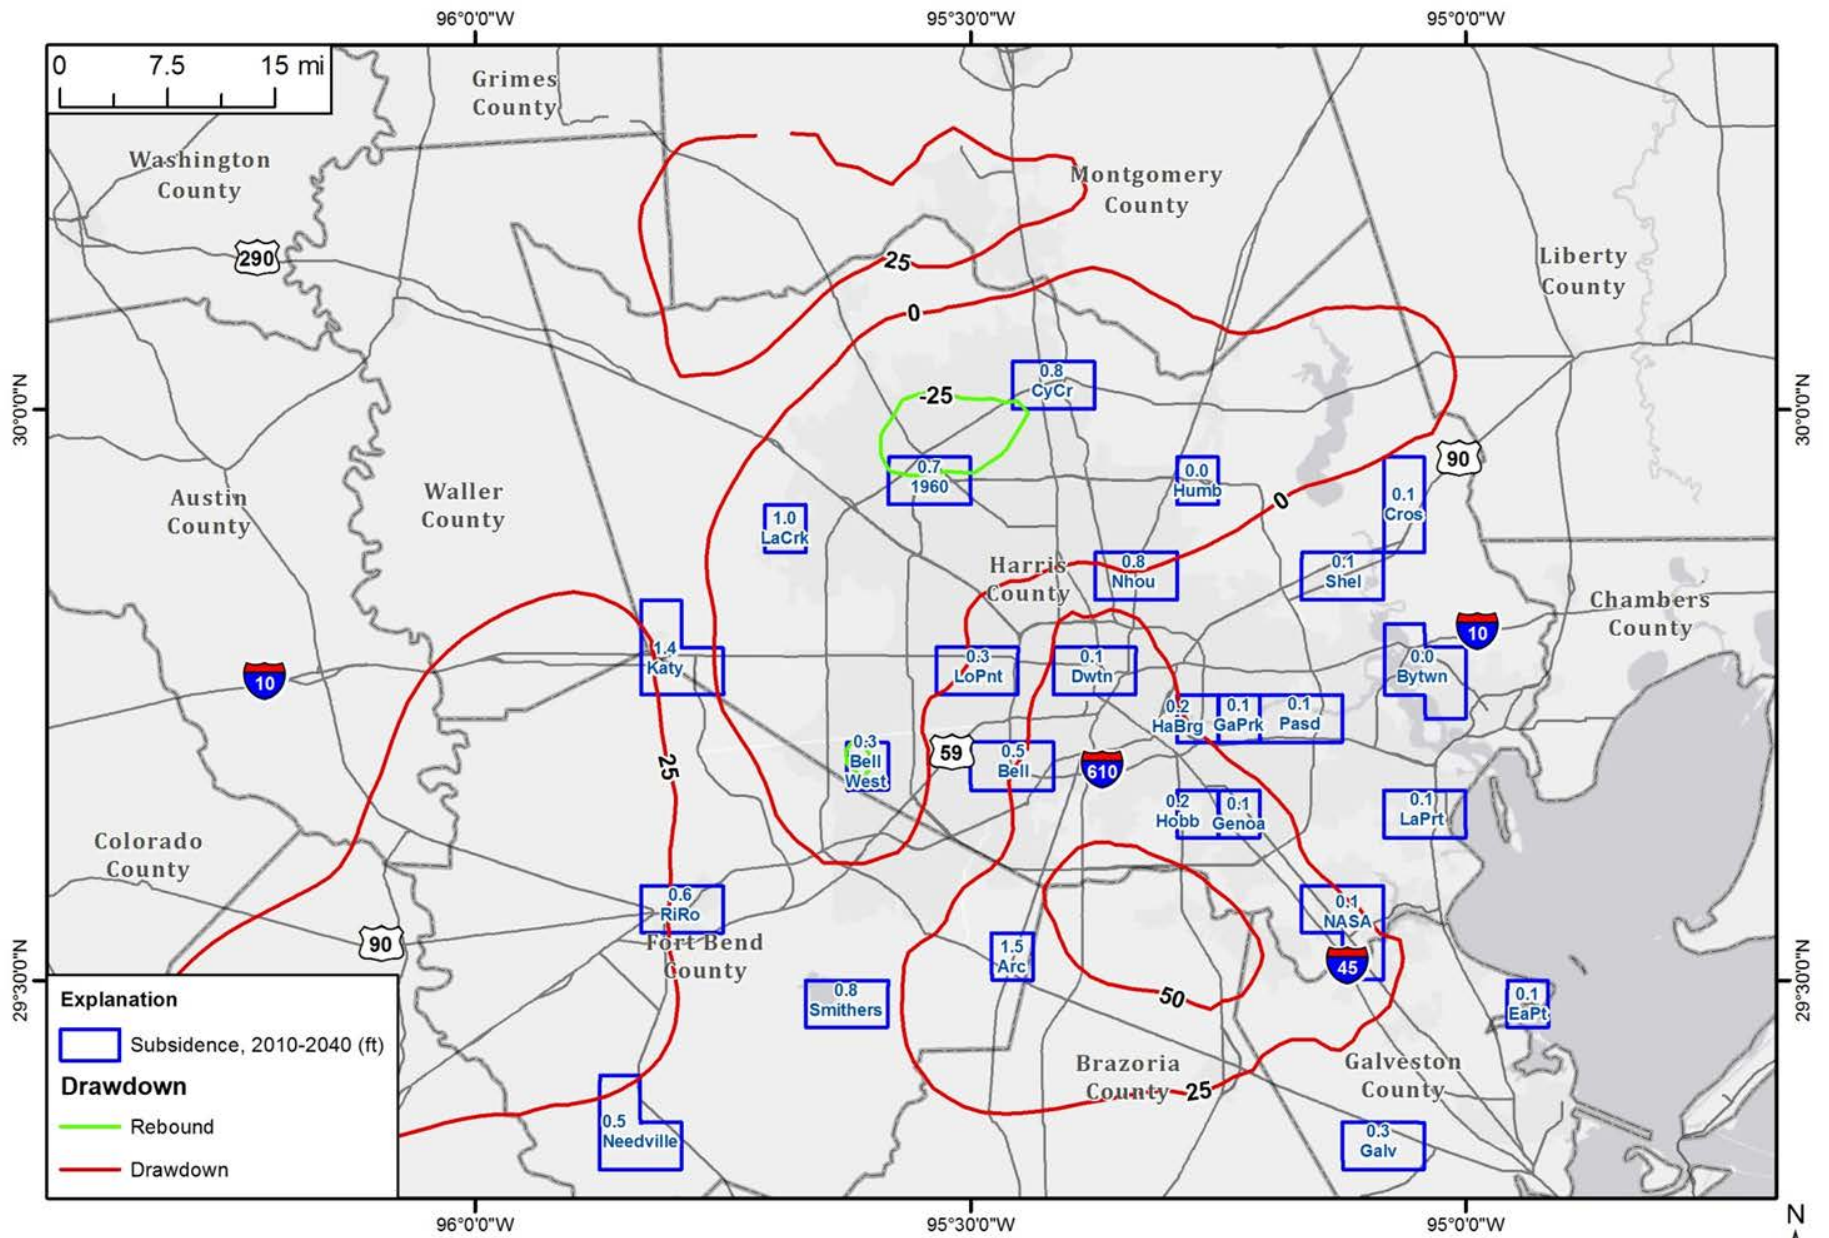 96°0'0"W
95°30'0"W
95°0'0"W
0 7.5 15 mi
Grimes
County
Washington
County
Montgomery
County
290
25
Liberty
County
0
0.8
CyCr
30°0'0"N
30°0'0"N
-25
90
0.7
1960
0.0
Humb
0
0.1
Cros
Austin
County
Waller
County
1.0
LaCrk
Harris
County
0.8
Nhou
0.1
Shel
Chambers
County
10
10
1.4
Katy
0.3
LoPnt
0.1
Dwtn
0.0
Bytwn
0.2
HaBrg
0.1
GaPrk
0.1
Pasd
25
0.3
Bell
West
59
0.5
Bell
610
0.2
Hobb
0.1
Genoa
0.1
LaPrt
Colorado
County
0.6
RiRo
0.1
NASA
90
Fort Bend
County
1.5
Arc
45
29°30'0"N
29°30'0"N
0.8
Smithers
50
0.1
EaPt
Explanation
Subsidence, 2010-2040 (ft)
Drawdown
Rebound
Drawdown
Brazoria
County
25
Galveston
County
0.5
Needville
0.3
Galv
96°0'0"W
95°30'0"W
95°0'0"W
N